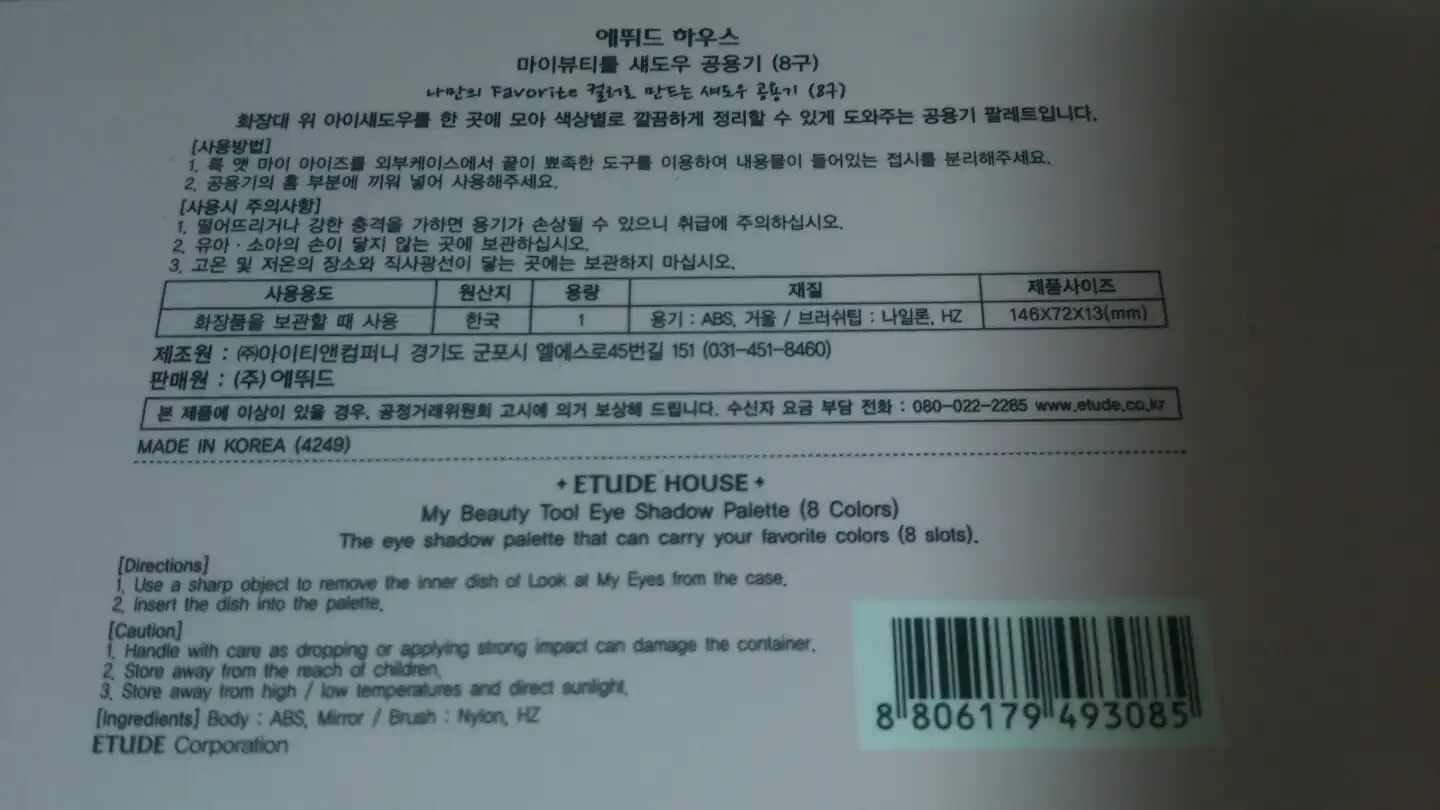 에뛰드 하우스
마이뷰티툴 섀도우 공용기 (8구)
나만의 Favorite 컬러로 만드는 섀도우 공용기 (8구)
화장대 위 아이섀도우를 한 곳에 모아 색상별로 깔끔하게 정리할 수 있게 도와주는 공용기 팔레트입니다.
[사용방법]
1. 룩 앳 마이 아이즈를 외부케이스에서 끝이 뾰족한 도구를 이용하여 내용물이 들어있는 접시를 분리해주세요.
2. 공용기의 홈 부분에 끼워 넣어 사용해주세요.
[사용시 주의사항]
1. 떨어뜨리거나 강한 충격을 가하면 용기가 손상될 수 있으니 취급에 주의하십시오.
2. 유아·소아의 손이 닿지 않는 곳에 보관하십시오.
3. 고온 및 저온의 장소와 직사광선이 닿는 곳에는 보관하지 마십시오.
사용용도 원산지 용량 재질 제품사이즈
화장품을 보관할 때 사용 한국 1 용기 : ABS, 거울 / 브러쉬팁 : 나일론, HZ 146X72X13(mm)
제조원 : ㈜아이티앤컴퍼니 경기도 군포시 엘에스로45번길 151 (031-451-8460)
판매원 : (주)에뛰드
본 제품에 이상이 있을 경우, 공정거래위원회 고시에 의거 보상해 드립니다. 수신자 요금 부담 전화 : 080-022-2285 www.etude.co.kr
MADE IN KOREA (4249)
ETUDE HOUSE
My Beauty Tool Eye Shadow Palette (8 Colors)
The eye shadow palette that can carry your favorite colors (8 slots).
[Directions]
1. Use a sharp object to remove the inner dish of Look at My Eyes from the case.
2. Insert the dish into the palette.
[Caution]
1. Handle with care as dropping or applying strong impact can damage the container.
2. Store away from the reach of children.
3. Store away from high / low temperatures and direct sunlight.
[Ingredients] Body : ABS, Mirror / Brush : Nylon, HZ
ETUDE Corporation
8 806179 493085